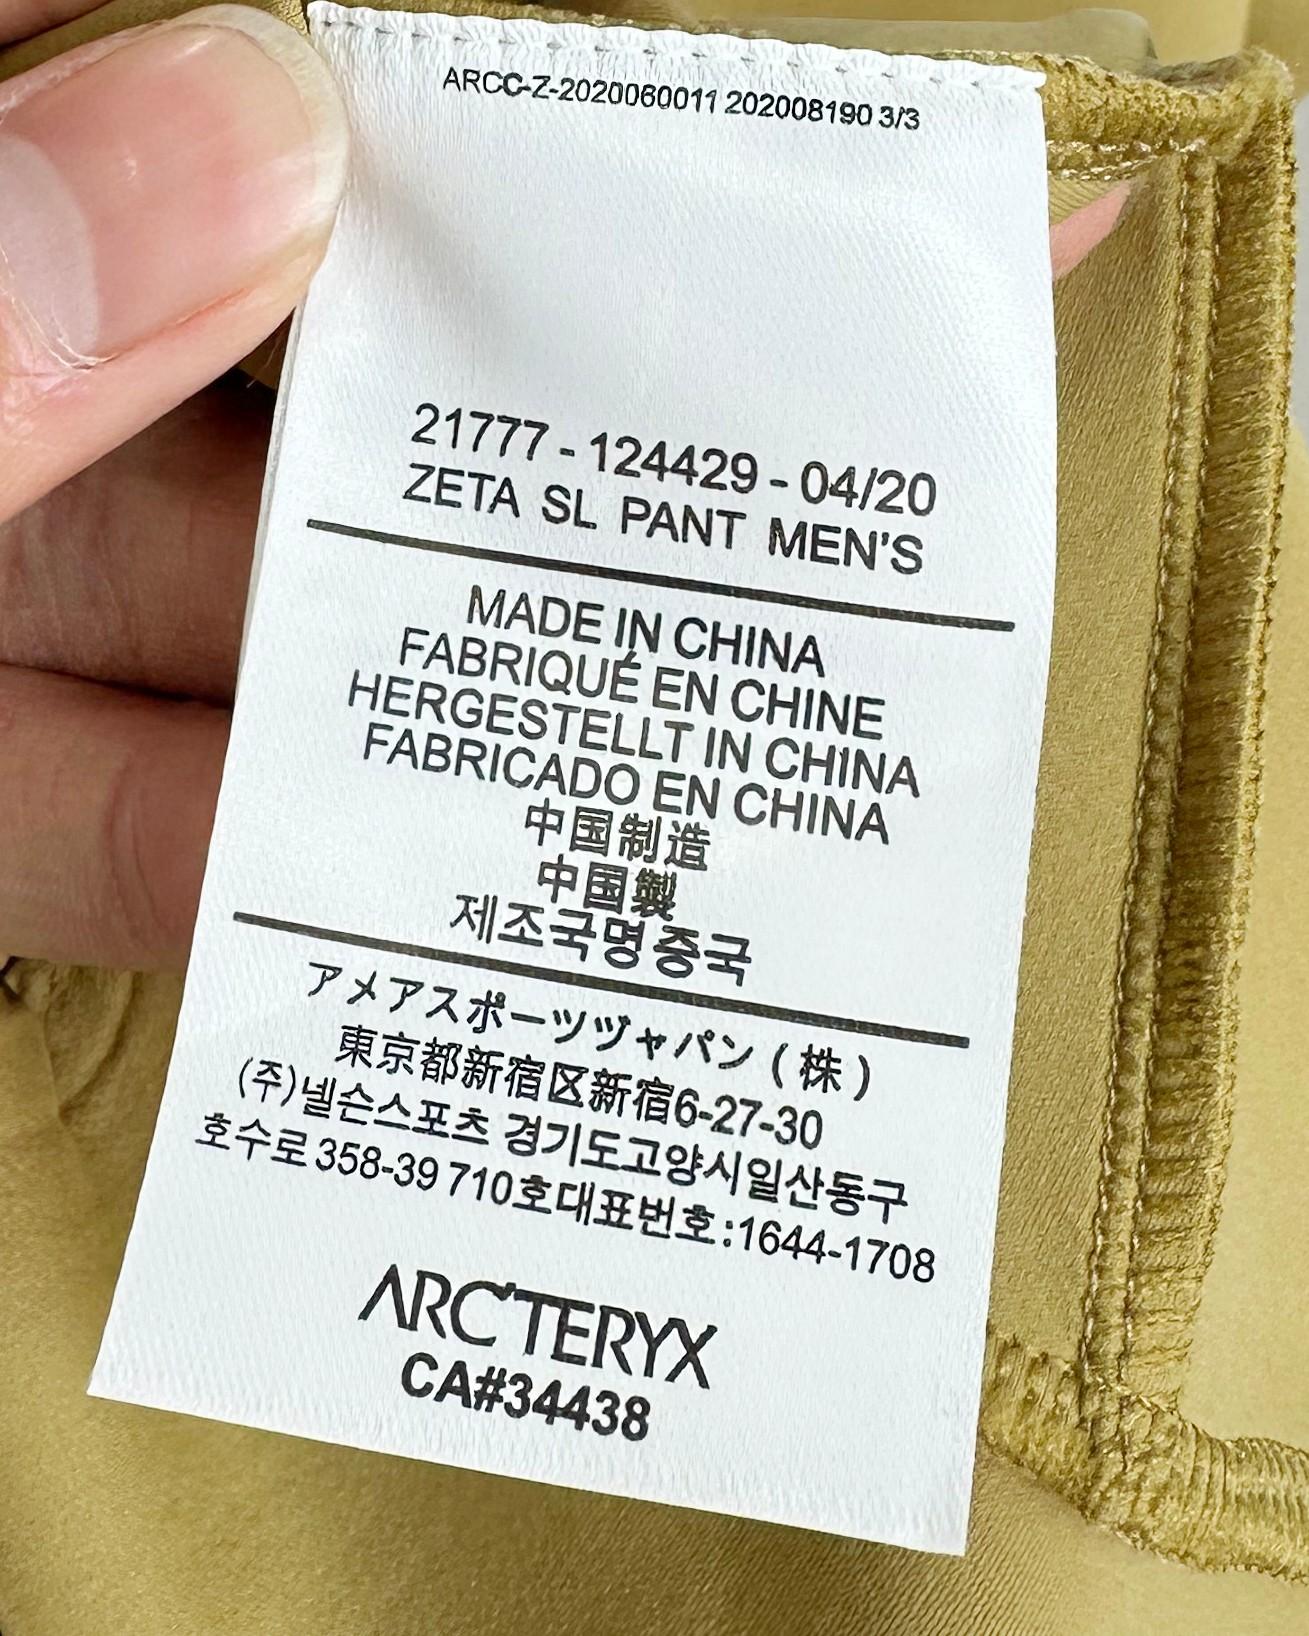 ARCC-Z-2020060011 202008190 3/3
21777 - 124429 - 04/20
ZETA SL PANT MEN'S
MADE IN CHINA
FABRIQUÉ EN CHINE
HERGESTELLT IN CHINA
FABRICADO EN CHINA
中国制造
中国製
제조국명중국
アメアスポーツヅャパン ( 株 )
東京都新宿区新宿6-27-30
(주)넬슨스포츠 경기도고양시일산동구
호수로 358-39 710호대표번호:1644-1708
ARC'TERYX
CA#34438